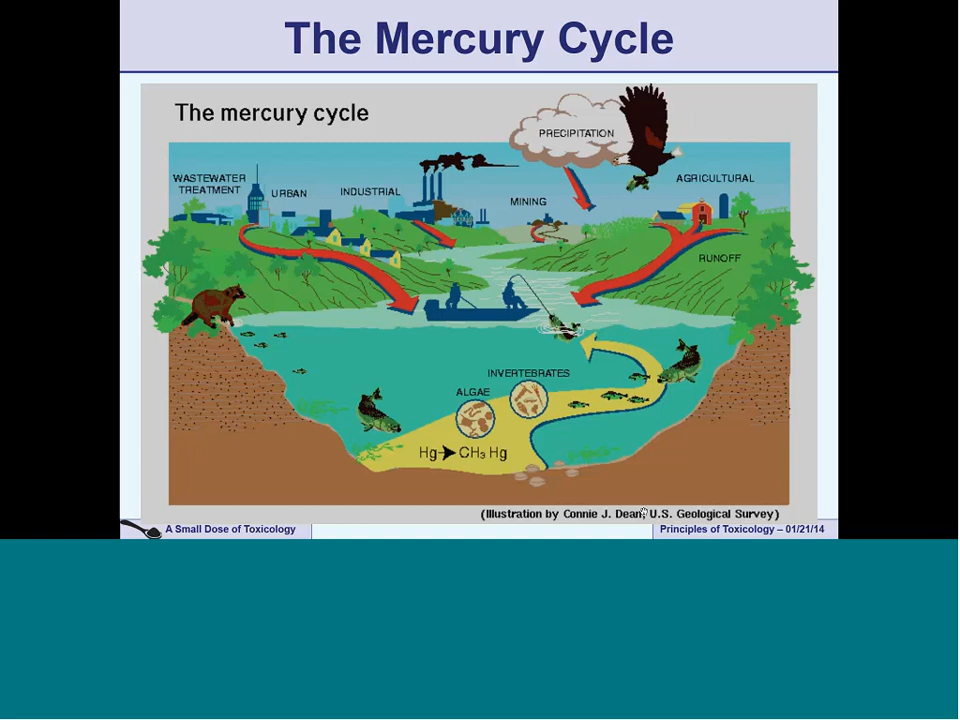 The Mercury Cycle
The mercury cycle
PRECIPITATION
WASTEWATER
TREATMENT
URBAN
INDUSTRIAL
MINING
AGRICULTURAL
RUNOFF
INVERTEBRATES
ALGAE
Hg➤CH₃ Hg
(Illustration by Connie J. Dean, U.S. Geological Survey)
A Small Dose of Toxicology
Principles of Toxicology – 01/21/14